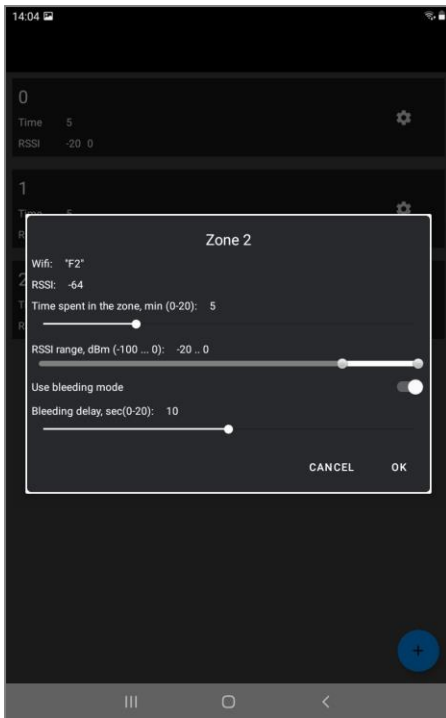 14:04
0
Time 5
RSSI -20 0
1
Zone 2
Wifi: "F2"
RSSI: -64
2
Time spent in the zone, min (0-20): 5
RSSI range, dBm (-100 ... 0): -20 .. 0
Use bleeding mode
Bleeding delay, sec(0-20): 10
CANCEL OK
+